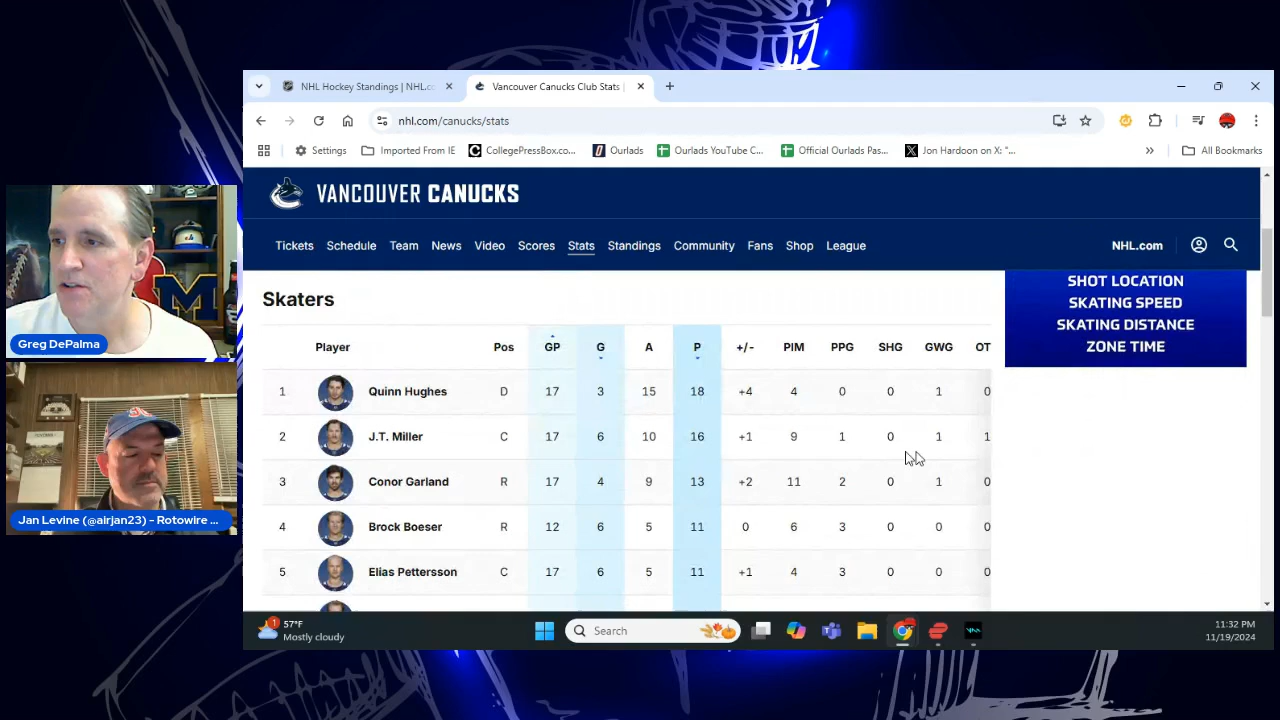 NHL Hockey Standings | NHL.co
Vancouver Canucks Club Stats |
nhl.com/canucks/stats
Settings
Imported From IE
CollegePressBox.co...
Ourlads
Ourlads YouTube C...
Official Ourlads Pas...
Jon Hardoon on X: "...
All Bookmarks
VANCOUVER CANUCKS
Tickets Schedule Team News Video Scores Stats Standings Community Fans Shop League NHL.com
SHOT LOCATION
SKATING SPEED
SKATING DISTANCE
ZONE TIME
Skaters
Player Pos GP G A P +/- PIM PPG SHG GWG OT
1 Quinn Hughes D 17 3 15 18 +4 4 0 0 0
2 J.T. Miller C 17 6 10 16 +1 9 1 0 1
3 Conor Garland R 17 4 9 13 +2 11 2 0 0
4 Brock Boeser 12 6 5 11 0 6 3 0 0
5 Elias Pettersson C 17 6 5 11 +1 4 3 0 0
Greg DePalma
Jan Levine (@airjan23) - Rotowire ...
1
57°F
Mostly cloudy
Search
11:32 PM
11/19/2024